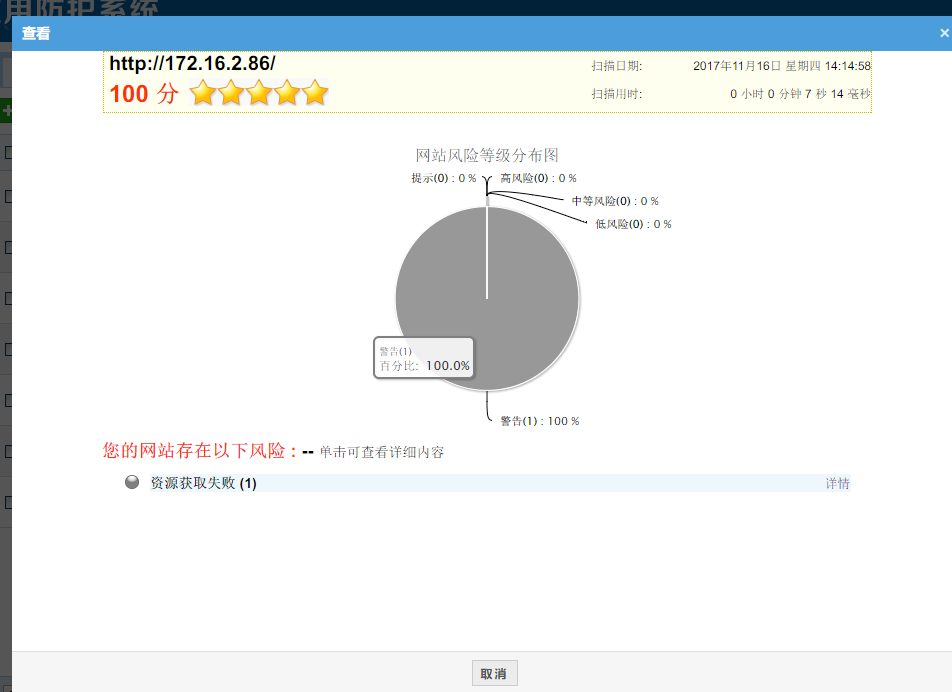 用防护系统
查看
×
http://172.16.2.86/
扫描日期: 2017年11月16日 星期四 14:14:58
100 分
扫描用时: 0 小时 0 分钟 7 秒 14 毫秒
网站风险等级分布图
提示(0) : 0 %
高风险(0) : 0 %
中等风险(0) : 0 %
低风险(0) : 0 %
警告(1)
百分比: 100.0%
警告(1) : 100 %
您的网站存在以下风险 : -- 单击可查看详细内容
资源获取失败 (1) 详情
取消